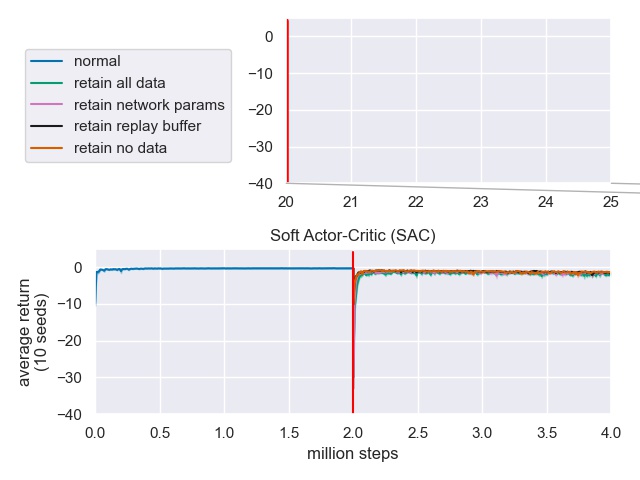 normal
retain all data
retain network params
retain replay buffer
retain no data
0
−10
−20
−30
−40
20 21 22 23 24 25
Soft Actor-Critic (SAC)
average return
(10 seeds)
0
−10
−20
−30
−40
0.0 0.5 1.0 1.5 2.0 2.5 3.0 3.5 4.0
million steps